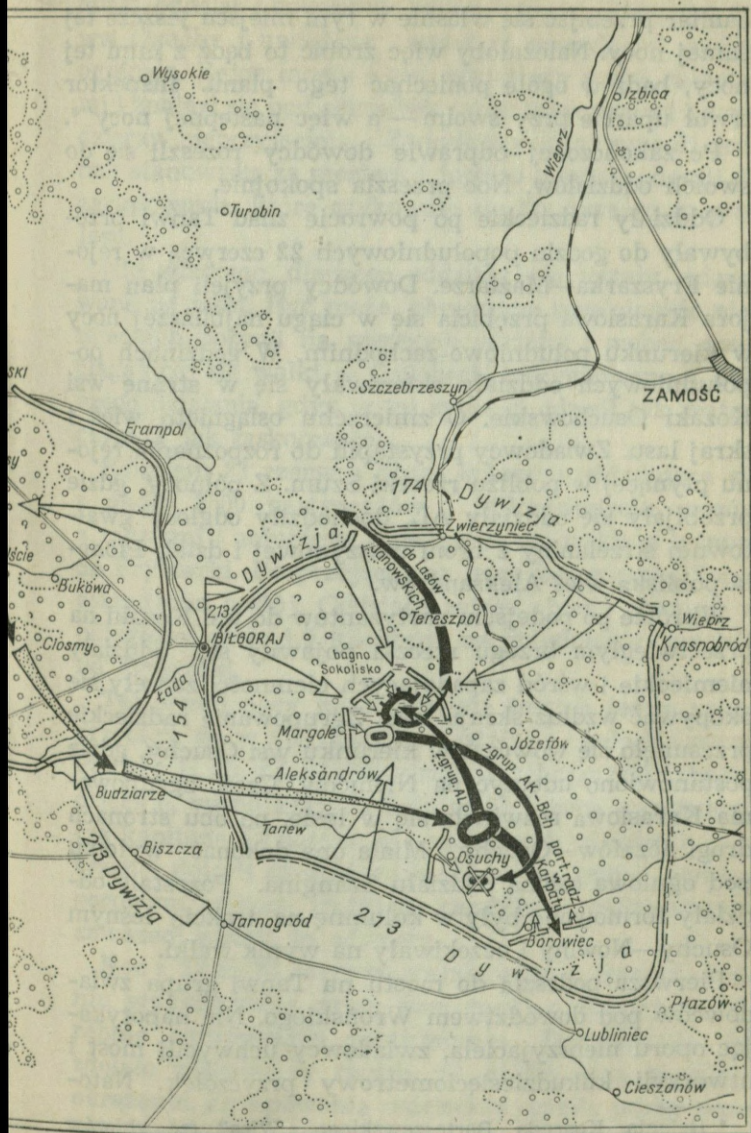 Wysokie
Izbica
Wieprz
Turobin
SKI
Szczebrzeszyn
ZAMOŚĆ
Frampol
174 Dywizja
Zwierzyniec
Dywizja
do lasów
Janowskich
Bukowa
213
Tereszpol
Wieprz
Krasnobród
BIŁGORAJ
bagno
Sokolisko
Ciosmy
Łada
154
Margole
Józefów
zgrup. AL
zgrup. AK-BCh
Aleksandrów
Budziarze
Tanew
part. radz.
w Karpaty
Biszcza
Osuchy
213 Dywizja
Tarnogród
Borowiec
213 Dywizja
Płazów
Lubliniec
Cieszanów